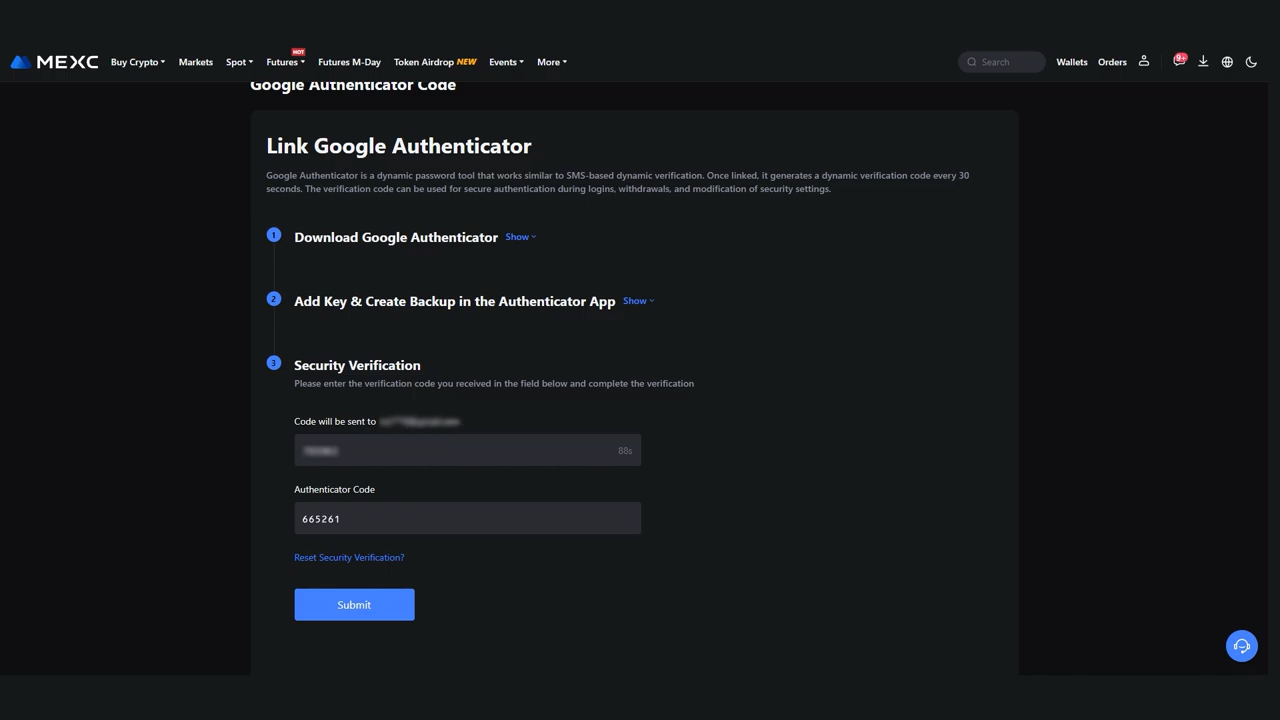 MEXC Buy Crypto Markets Spot Futures HOT Futures M-Day Token Airdrop NEW Events More Search Wallets Orders 9+
Google Authenticator Code
Link Google Authenticator
Google Authenticator is a dynamic password tool that works similar to SMS-based dynamic verification. Once linked, it generates a dynamic verification code every 30
seconds. The verification code can be used for secure authentication during logins, withdrawals, and modification of security settings.
1 Download Google Authenticator Show
2 Add Key & Create Backup in the Authenticator App Show
3 Security Verification
Please enter the verification code you received in the field below and complete the verification
Code will be sent to
88s
Authenticator Code
665261
Reset Security Verification?
Submit